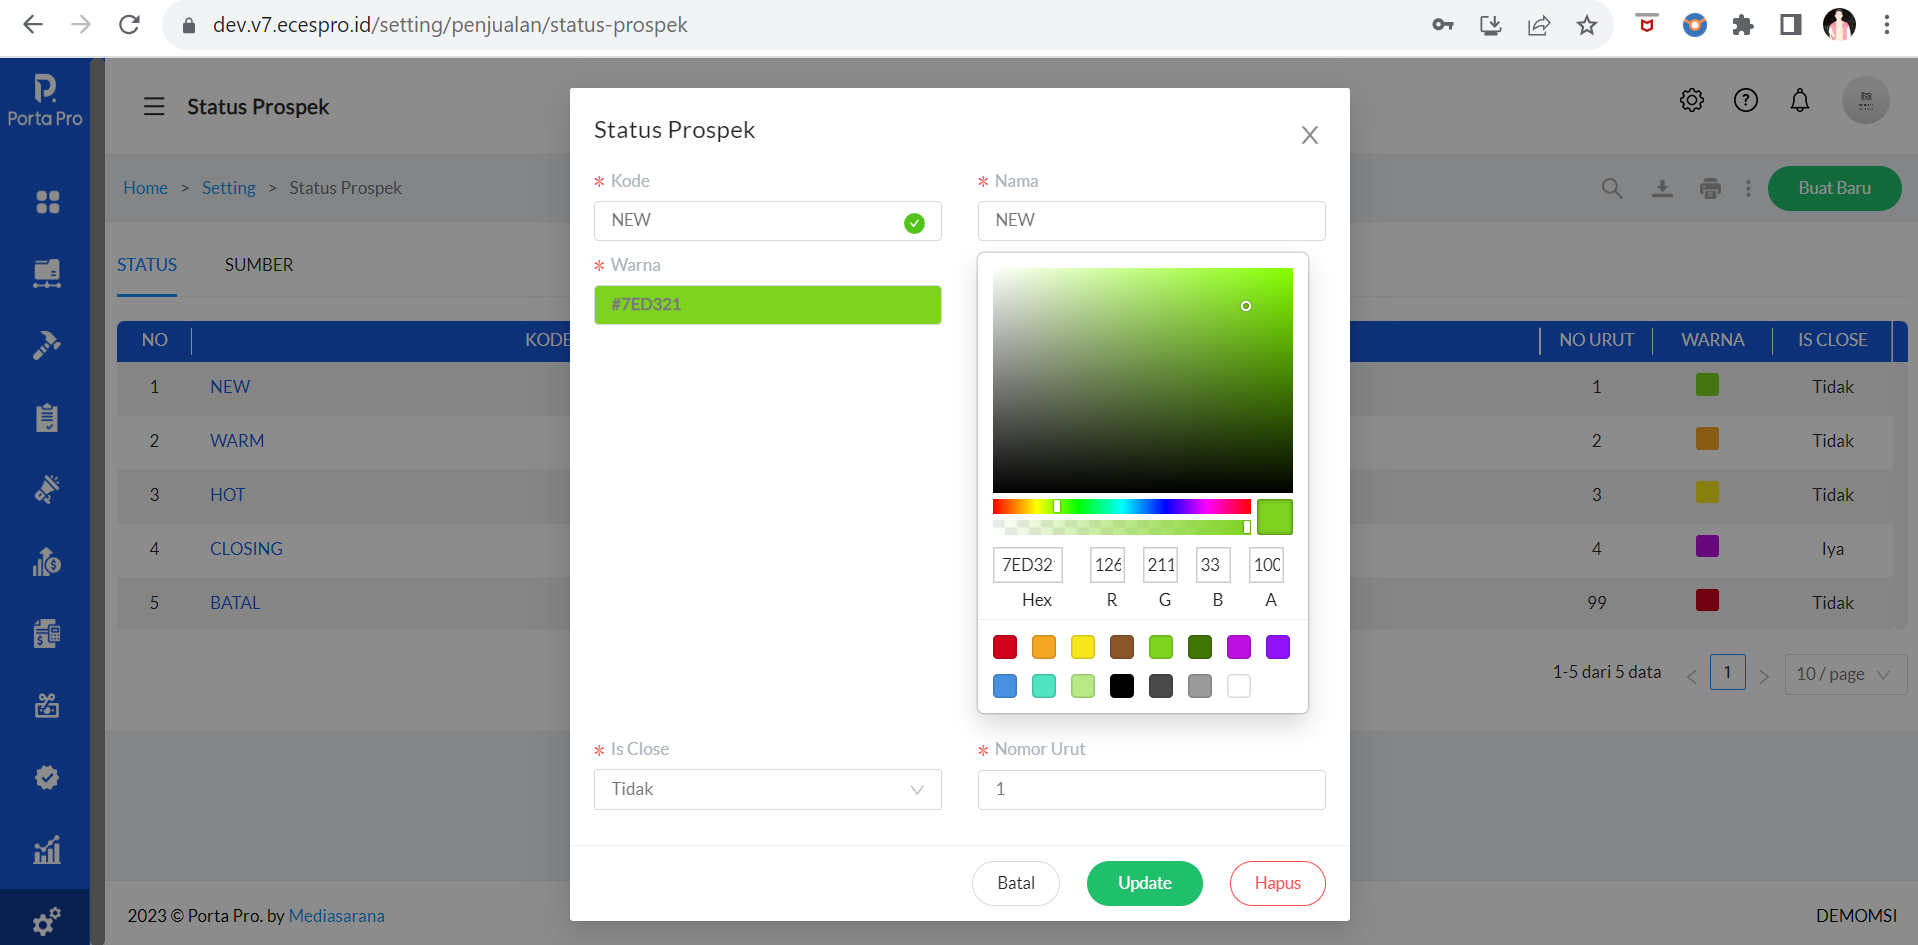 dev.v7.ecespro.id/setting/penjualan/status-prospek
Porta Pro
Status Prospek
Home > Setting > Status Prospek
Buat Baru
STATUS SUMBER
NO KODE NO URUT WARNA IS CLOSE
1 NEW 1 Tidak
2 WARM 2 Tidak
3 HOT 3 Tidak
4 CLOSING 4 Iya
5 BATAL 99 Tidak
1-5 dari 5 data < 1 > 10 / page
2023 © Porta Pro. by Mediasarana
DEMOMSI
Status Prospek
* Kode
NEW
* Nama
NEW
* Warna
#7ED321
7ED32 126 211 33 100
Hex R G B A
* Is Close
Tidak
* Nomor Urut
1
Batal Update Hapus